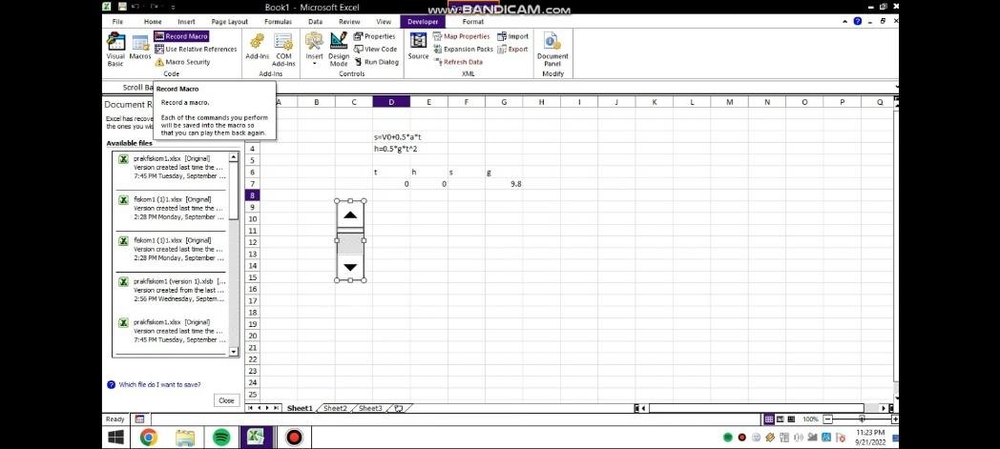 Book1 - Microsoft Excel
www.BANDICAM.com
File Home Insert Page Layout Formulas Data Review View Developer Format
Visual Basic
Macros
Record Macro
Use Relative References
Macro Security
Code
Add-Ins
COM Add-Ins
Add-Ins
Insert
Design Mode
Properties
View Code
Run Dialog
Controls
Source
Map Properties
Expansion Packs
Refresh Data
Import
Export
XML
Document Panel
Modify
Scroll Ba
Record Macro
Record a macro.
Each of the commands you perform
will be saved into the macro so
that you can play them back again.
Document R
Excel has recove
the ones you wis
Available files
prakfiskom1.xlsx [Original]
Version created last time the ...
7:45 PM Tuesday, September ...
fiskom1 (1)1.xlsx [Original]
Version created last time the ...
2:28 PM Monday, September ...
fiskom1 (1)1.xlsx [Original]
Version created last time the ...
2:28 PM Monday, September ...
prakfiskom1 (version 1).xlsb [...
Version created from the last ...
2:56 PM Wednesday, Septem...
prakfiskom1.xlsx [Original]
Version created last time the ...
7:45 PM Tuesday, September ...
Which file do I want to save?
Close
A B C D E F G H I J K L M N O P Q
s=V0+0.5*a*t
4 h=0.5*g*t^2
5
6 t h s g
7 0 0 9.8
8
9
10
11
12
13
14
15
16
17
18
19
20
21
22
23
24
25
Sheet1 Sheet2 Sheet3
Ready
100%
11:23 PM
9/21/2022